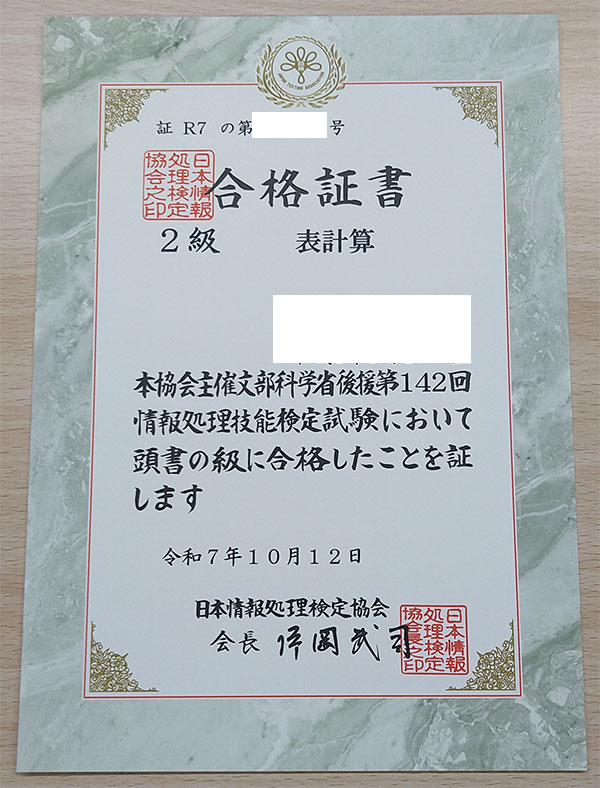 JAPAN TESTING ASSOCIATION
証 R7 の第 号
日本情報
処理検定
協会之印
合格証書
2級 表計算
本協会主催文部科学省後援第142回
情報処理技能検定試験において
頭書の級に合格したことを証
します
令和7年10月12日
日本情報処理検定協会
会長
日本情報
処理検定
協会長之印